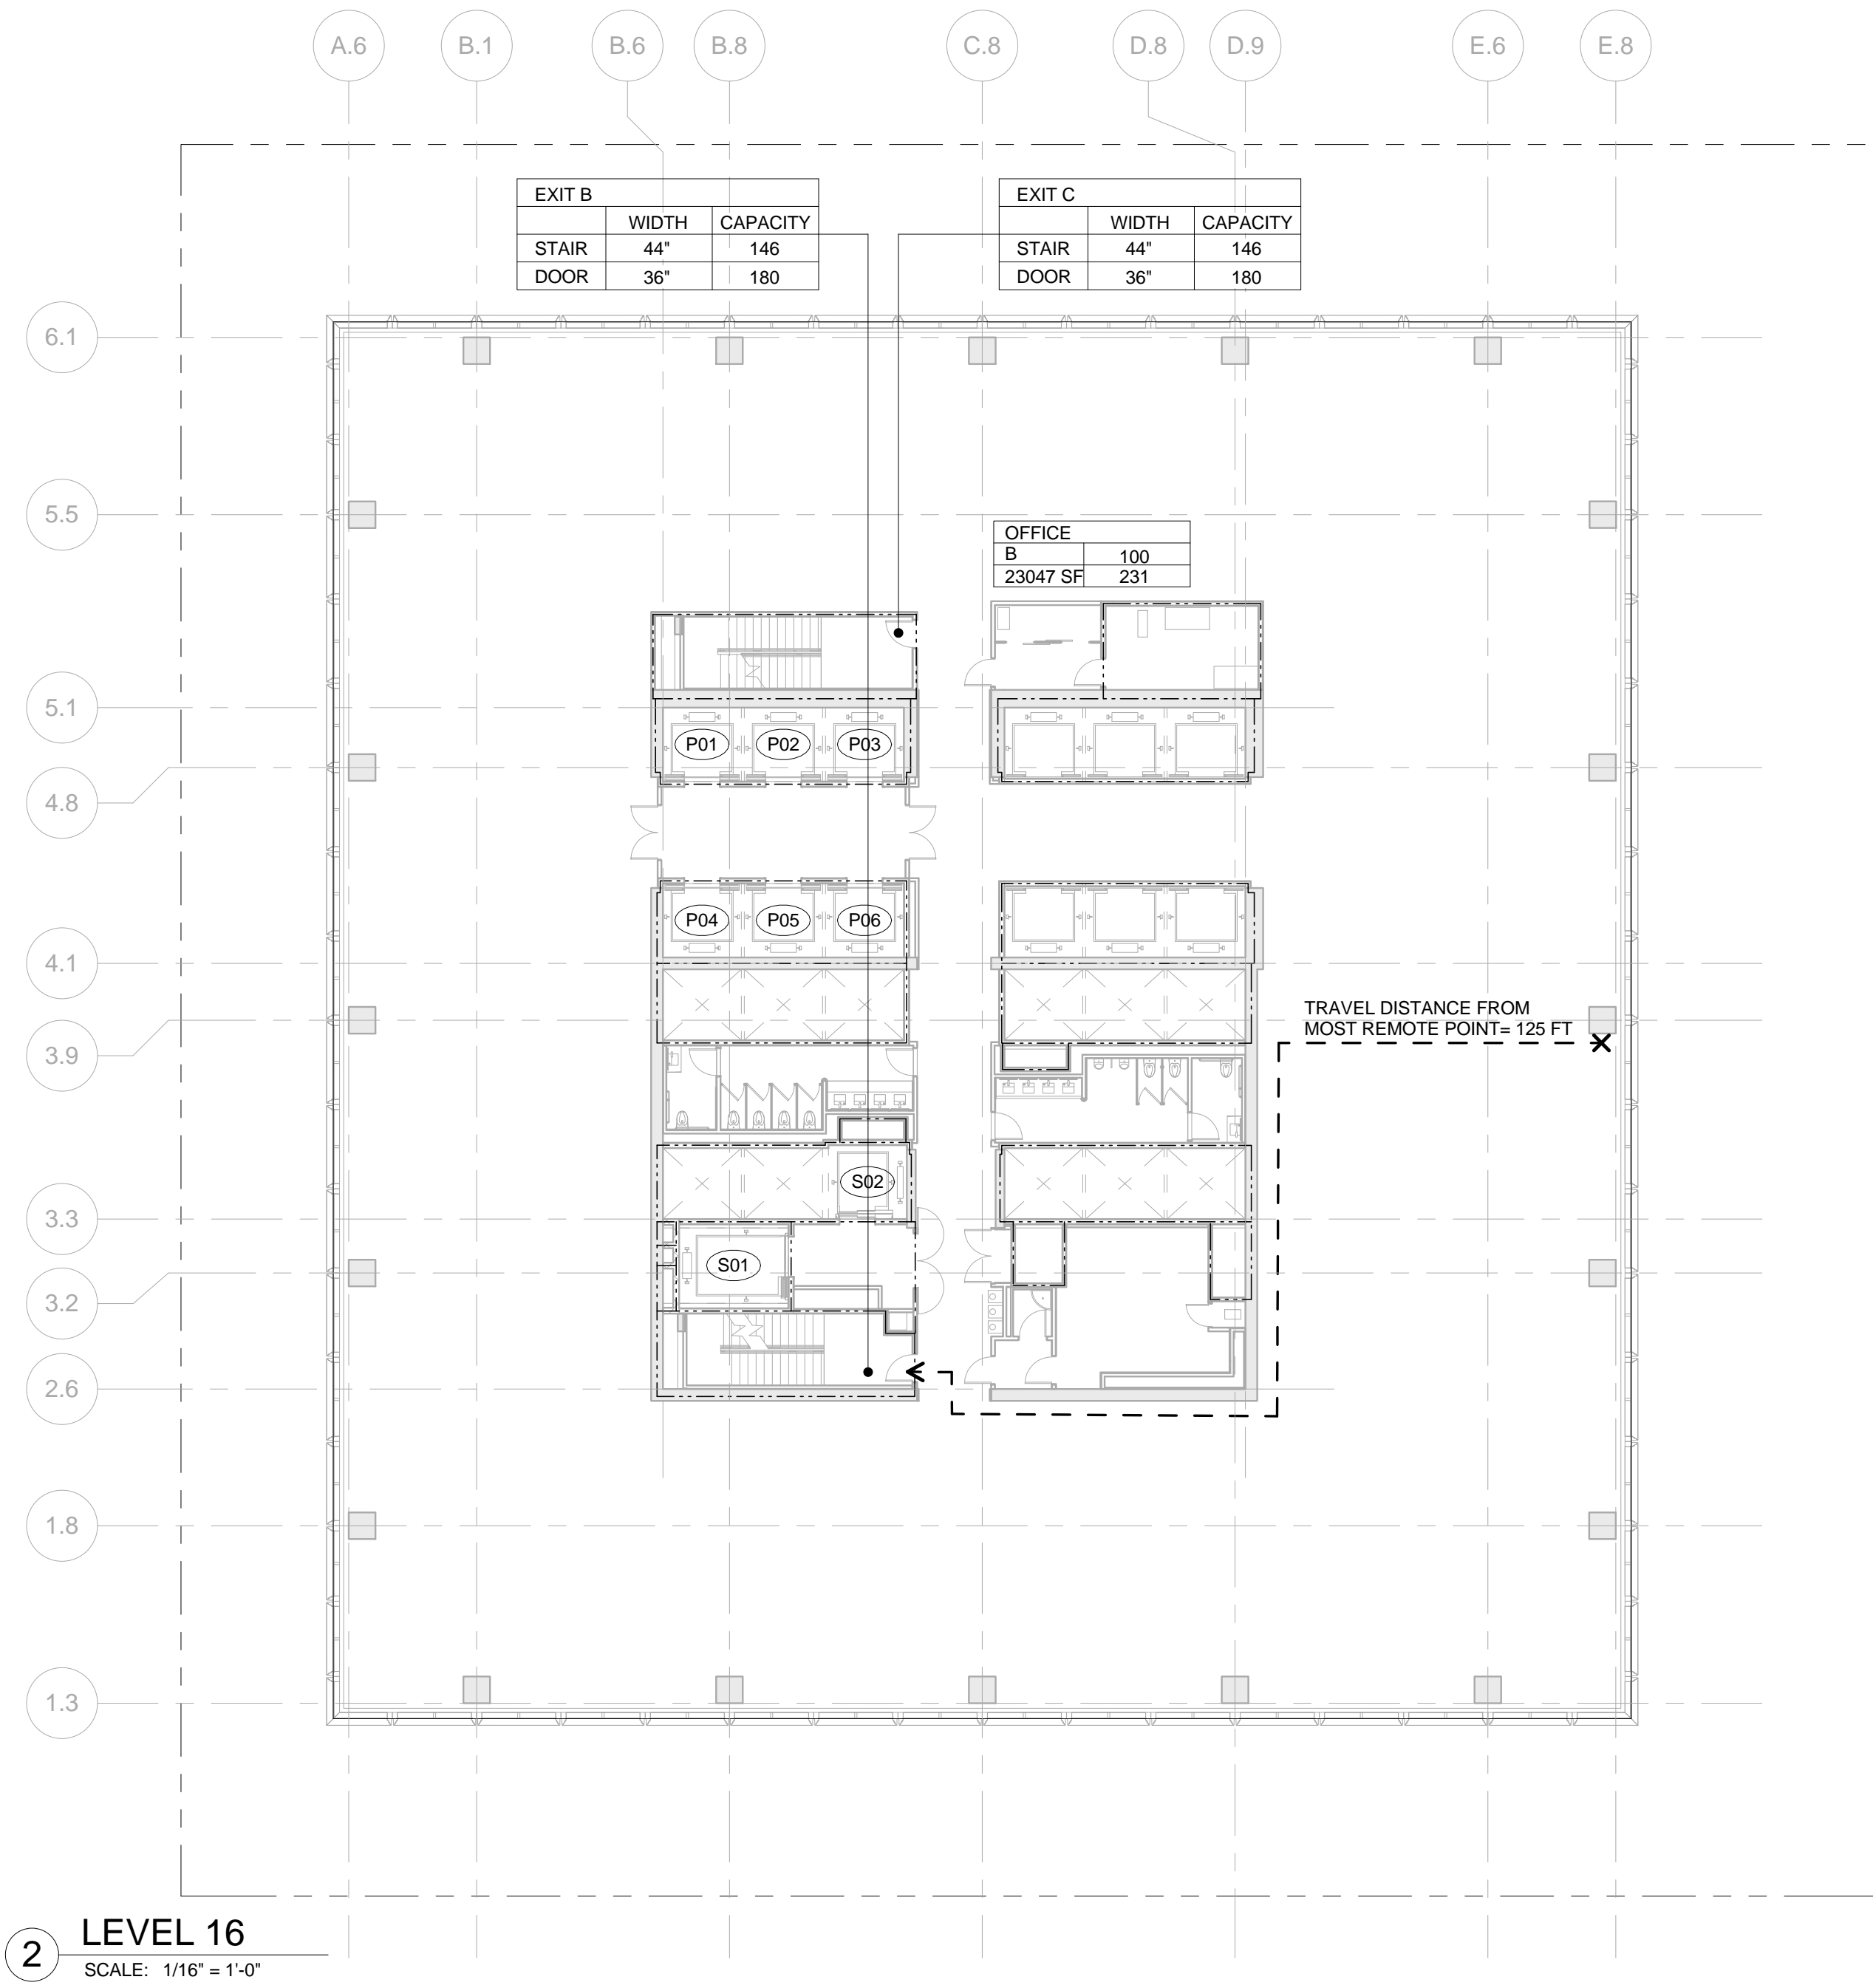 A.6 B.1 B.6 B.8 C.8 D.8 D.9 E.6 E.8
EXIT B
WIDTH CAPACITY
STAIR 44" 146
DOOR 36" 180
EXIT C
WIDTH CAPACITY
STAIR 44" 146
DOOR 36" 180
6.1
5.5
OFFICE
B 100
23047 SF 231
5.1
P01 P02 P03
4.8
P04 P05 P06
4.1
TRAVEL DISTANCE FROM
MOST REMOTE POINT= 125 FT
3.9
S02
3.3
S01
3.2
2.6
1.8
1.3
2 LEVEL 16
SCALE: 1/16" = 1'-0"